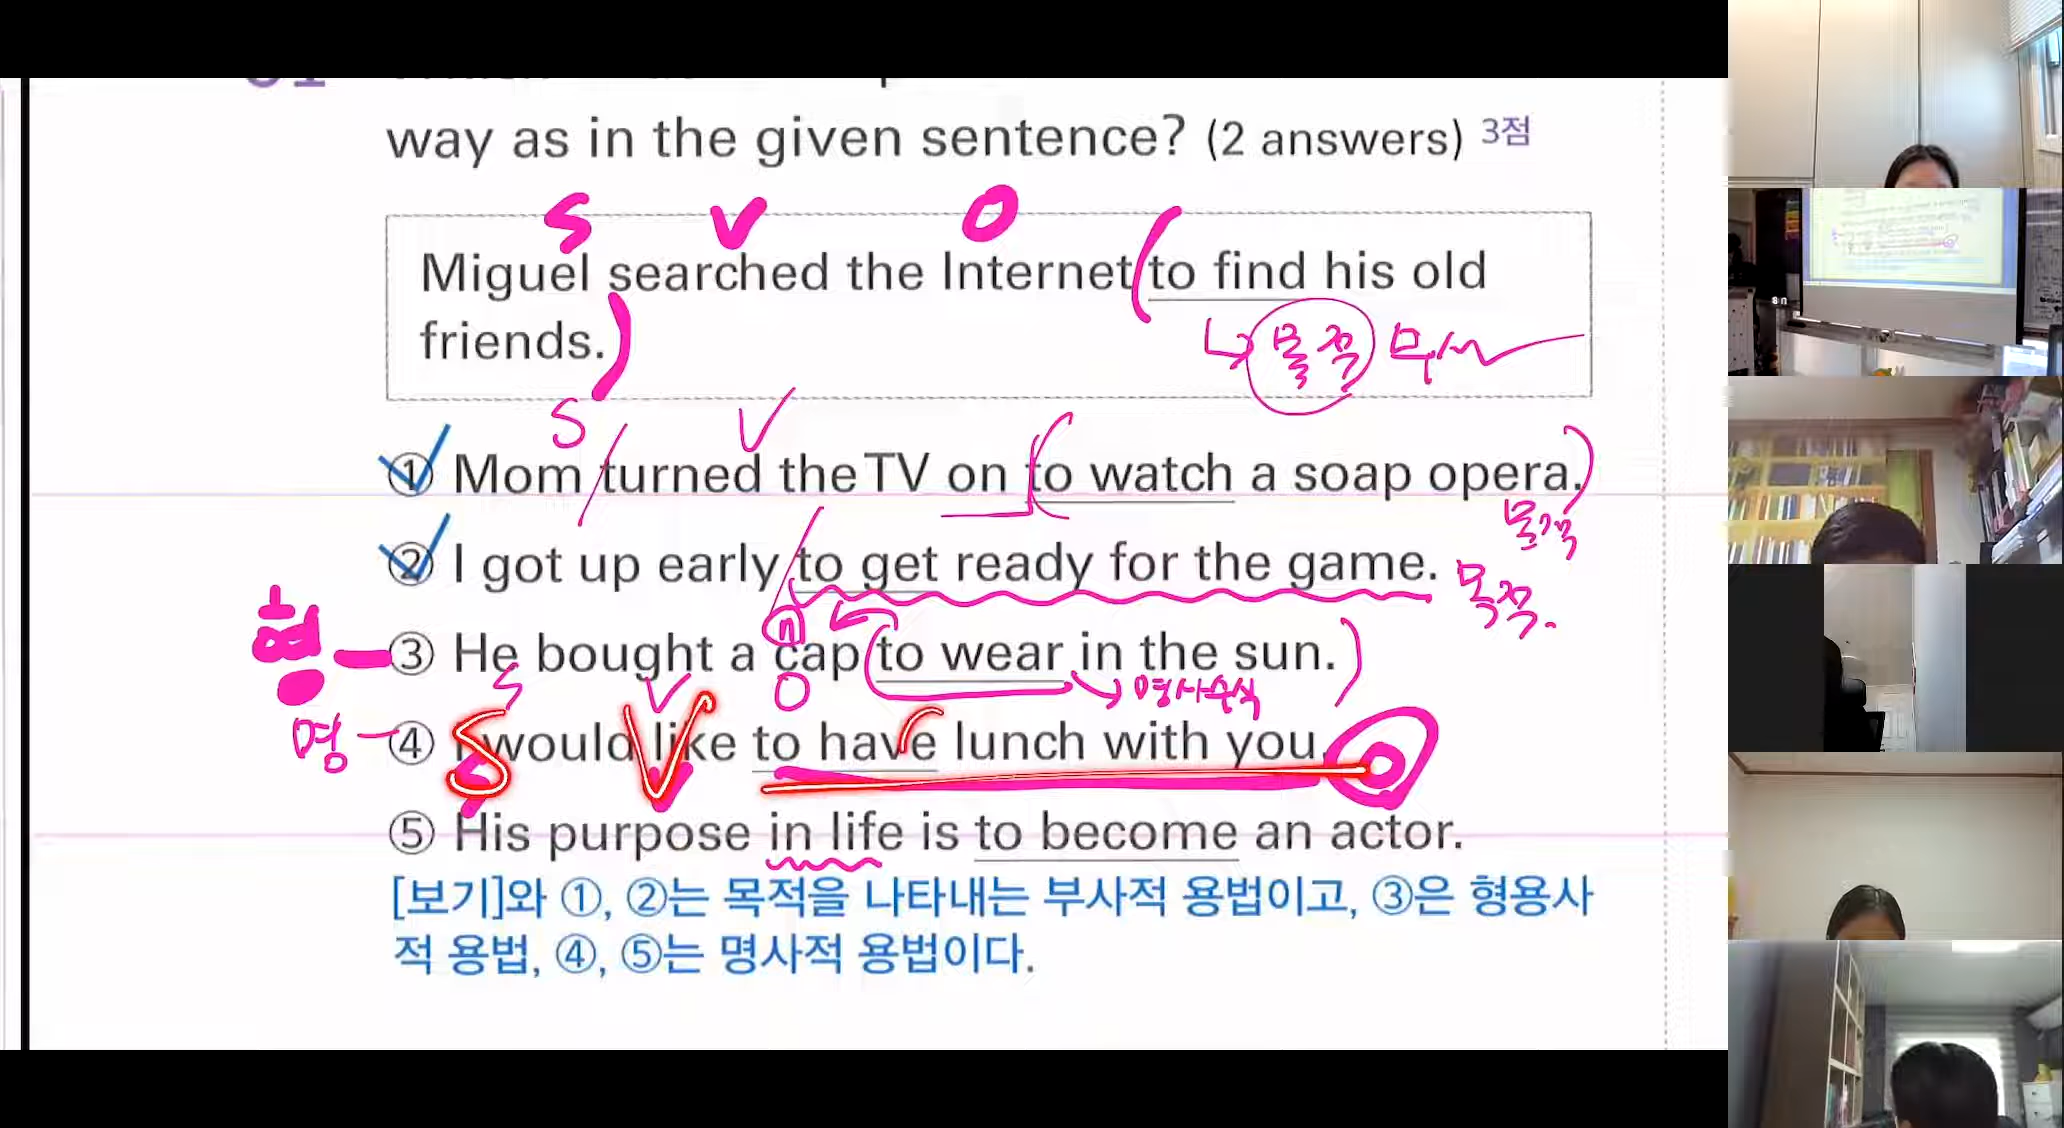 way as in the given sentence? (2 answers) 3점
S V O
Miguel searched the Internet to find his old
friends.
목적 부사
S V
① Mom turned the TV on to watch a soap opera.
목적
② I got up early to get ready for the game.
목적.
형
n
③ He bought a cap to wear in the sun.
S V O 명사수식
명
④ I would like to have lunch with you.
S V O
⑤ His purpose in life is to become an actor.
[보기]와 ①, ②는 목적을 나타내는 부사적 용법이고, ③은 형용사
적 용법, ④, ⑤는 명사적 용법이다.